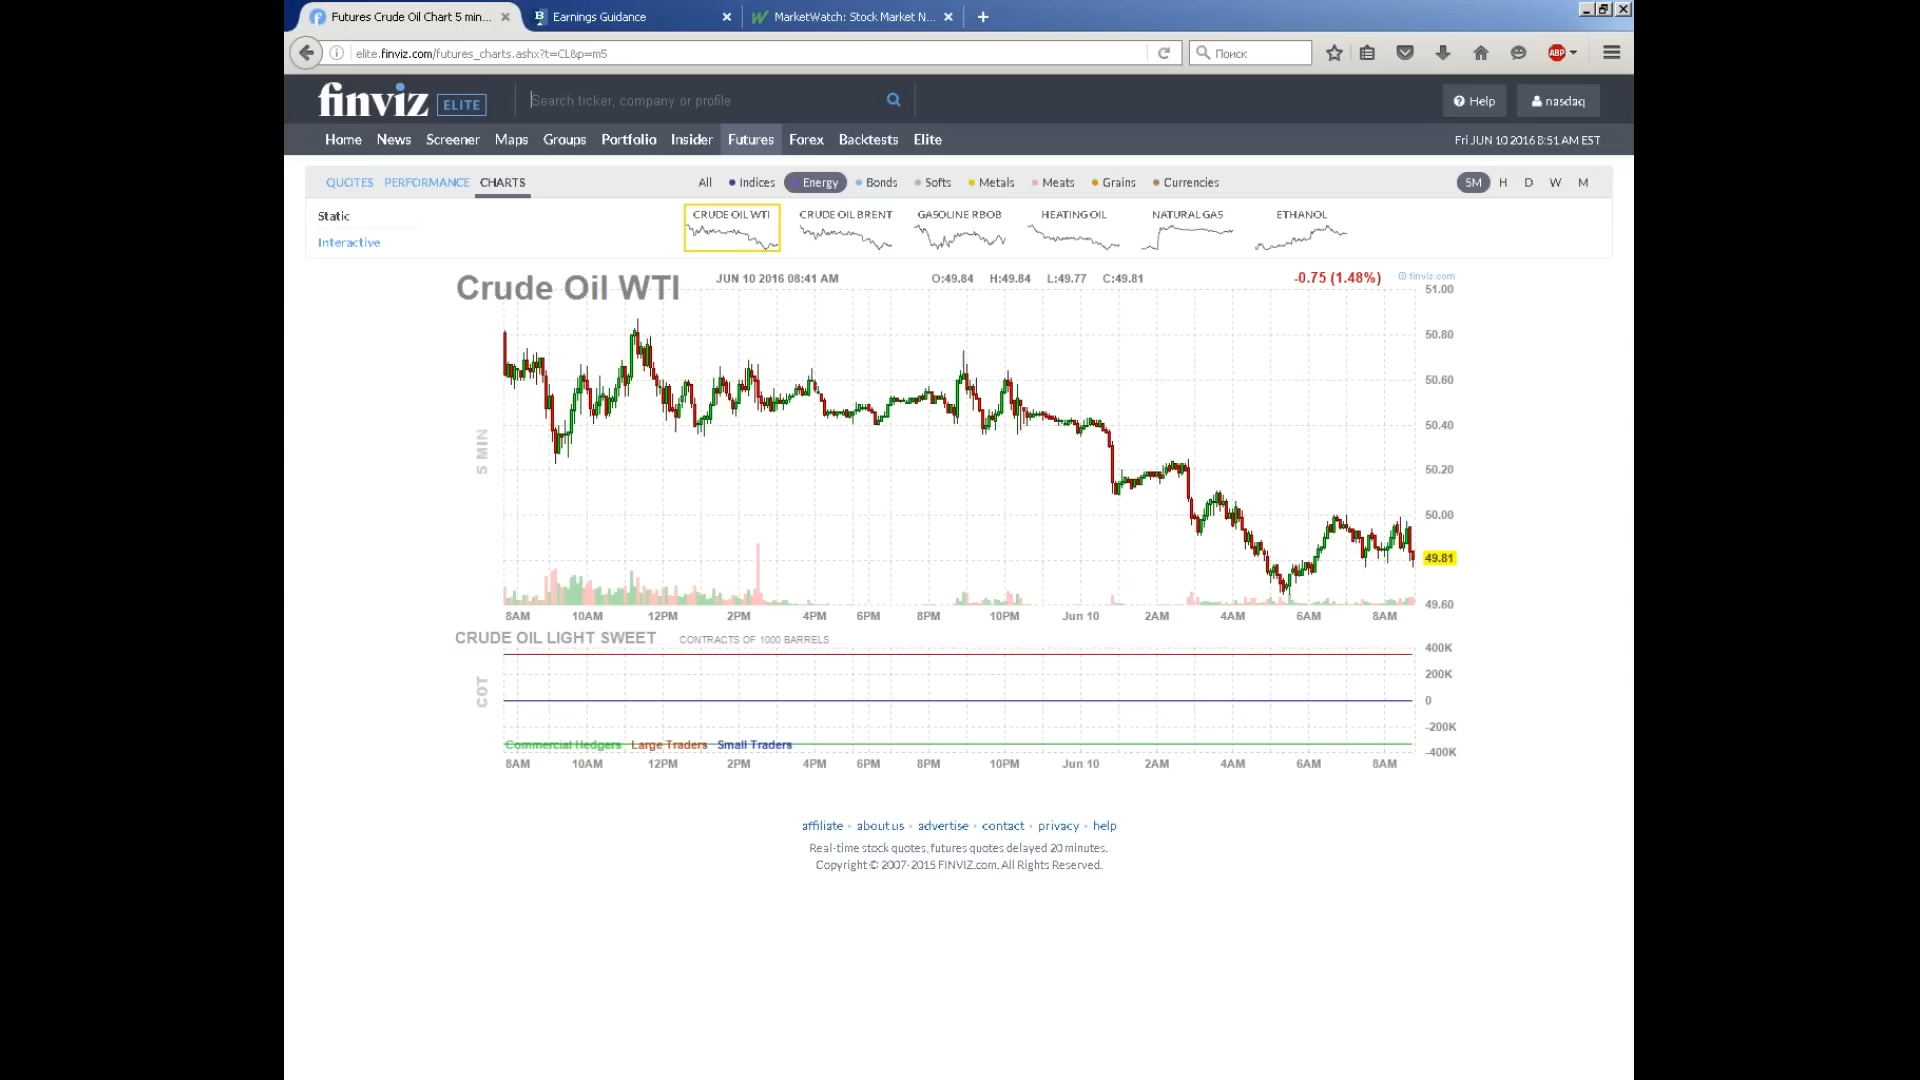 Futures Crude Oil Chart 5 min...
Earnings Guidance
MarketWatch: Stock Market N...
elite.finviz.com/futures_charts.ashx?t=CL&p=m5
Поиск
ABP
finviz ELITE
Search ticker, company or profile
Help
nasdaq
Home News Screener Maps Groups Portfolio Insider Futures Forex Backtests Elite
Fri JUN 10 2016 8:51 AM EST
QUOTES PERFORMANCE CHARTS
All Indices Energy Bonds Softs Metals Meats Grains Currencies
5M H D W M
Static
Interactive
CRUDE OIL WTI CRUDE OIL BRENT GASOLINE RBOB HEATING OIL NATURAL GAS ETHANOL
Crude Oil WTI
JUN 10 2016 08:41 AM
O:49.84 H:49.84 L:49.77 C:49.81
-0.75 (1.48%)
© finviz.com
51.00
50.80
50.60
50.40
50.20
50.00
49.81
49.60
5 MIN
8AM 10AM 12PM 2PM 4PM 6PM 8PM 10PM Jun 10 2AM 4AM 6AM 8AM
CRUDE OIL LIGHT SWEET CONTRACTS OF 1000 BARRELS
400K
200K
0
-200K
-400K
COT
Commercial Hedgers Large Traders Small Traders
8AM 10AM 12PM 2PM 4PM 6PM 8PM 10PM Jun 10 2AM 4AM 6AM 8AM
affiliate • about us • advertise • contact • privacy • help
Real-time stock quotes, futures quotes delayed 20 minutes.
Copyright © 2007-2015 FINVIZ.com. All Rights Reserved.